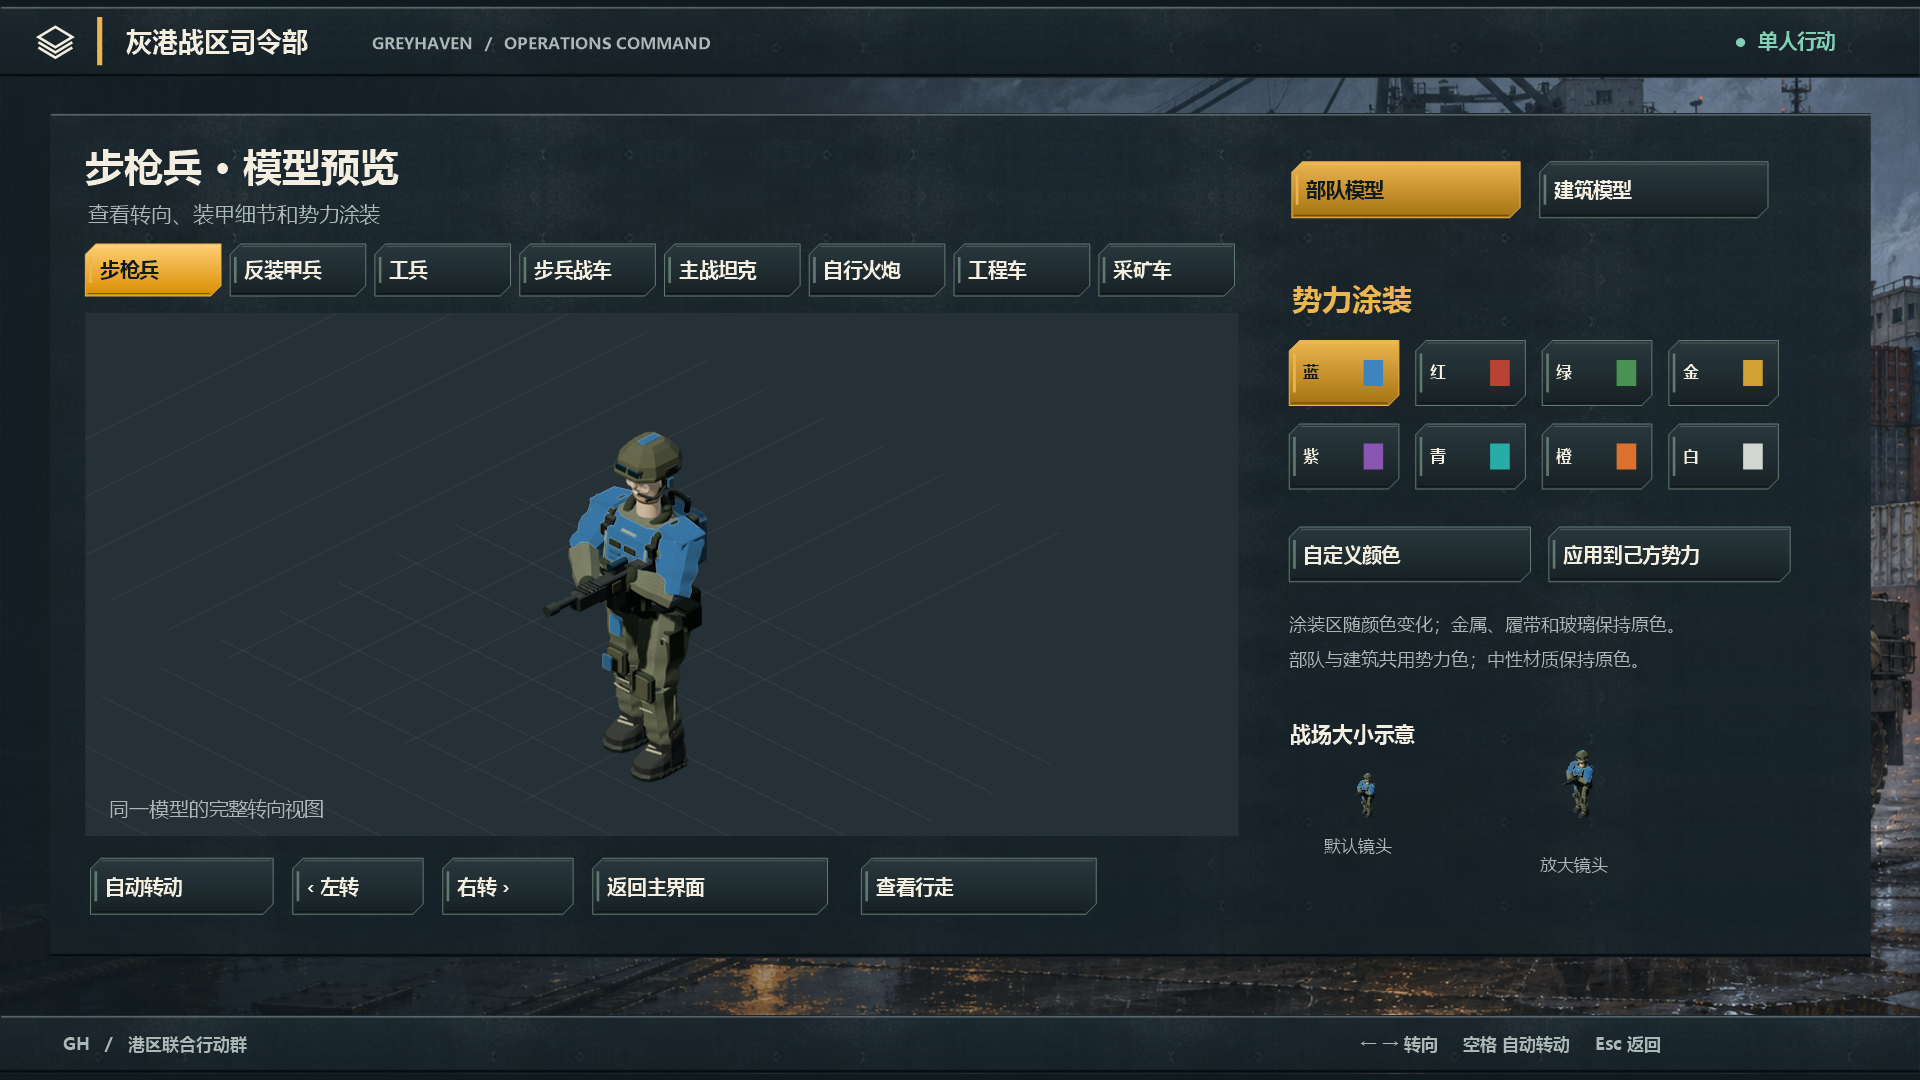 灰港战区司令部
GREYHAVEN / OPERATIONS COMMAND
单人行动
步枪兵 • 模型预览
查看转向、装甲细节和势力涂装
部队模型
建筑模型
步枪兵
反装甲兵
工兵
步兵战车
主战坦克
自行火炮
工程车
采矿车
势力涂装
蓝
红
绿
金
紫
青
橙
白
自定义颜色
应用到己方势力
涂装区随颜色变化；金属、履带和玻璃保持原色。
部队与建筑共用势力色；中性材质保持原色。
战场大小示意
默认镜头
放大镜头
同一模型的完整转向视图
自动转动
‹ 左转
右转 ›
返回主界面
查看行走
GH / 港区联合行动群
←→ 转向 空格 自动转动 Esc 返回